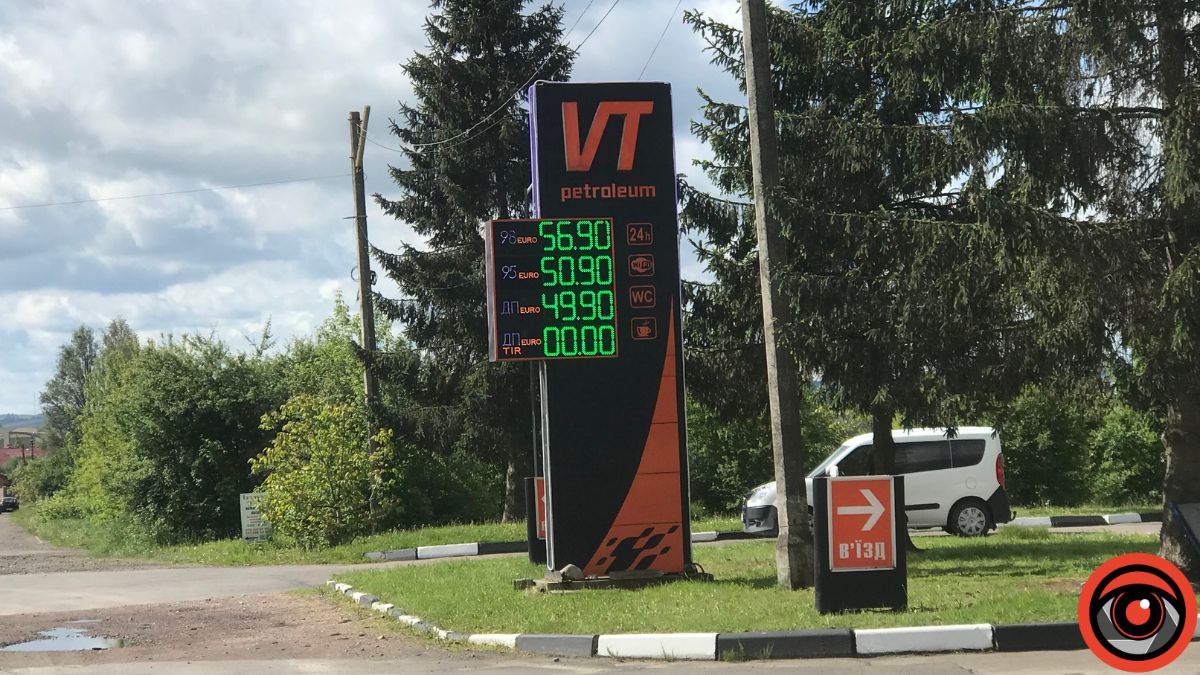 VT
petroleum
98 EURO 56.90
95 EURO 50.90
ДП EURO 49.90
ДП EURO 00.00
TIR
24h
WiFi
WC
В'ЇЗД